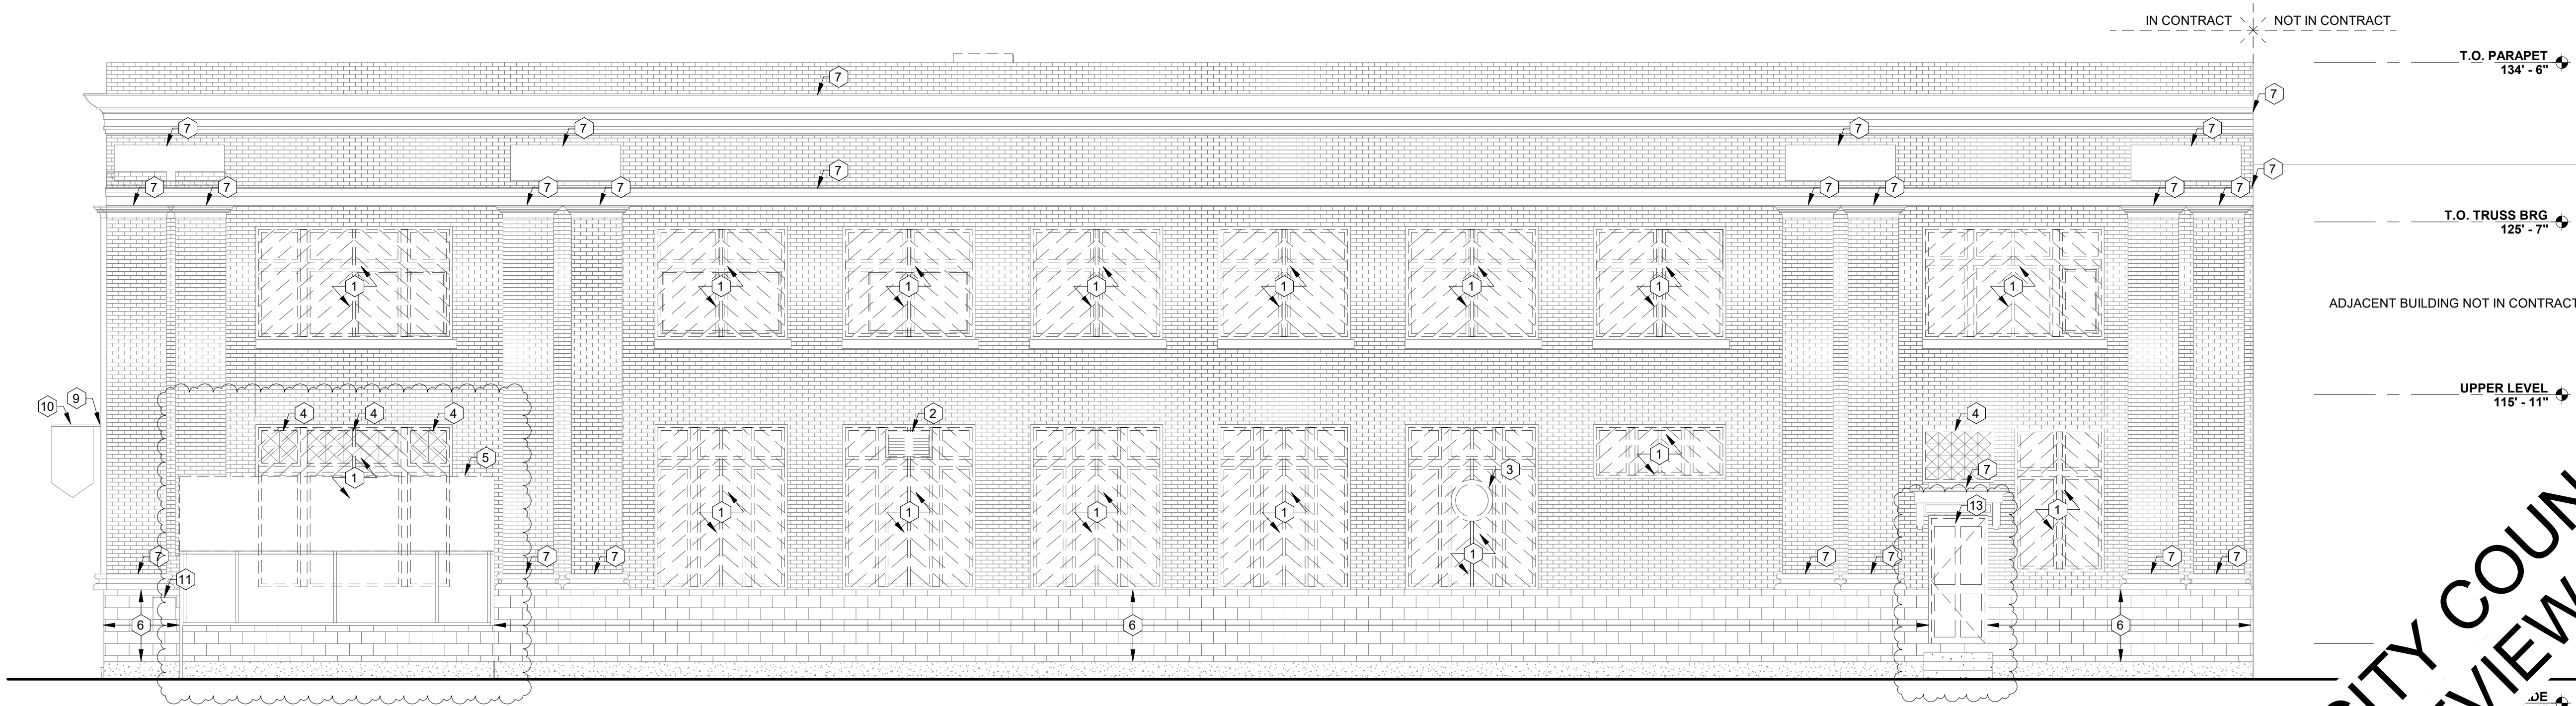 IN CONTRACT NOT IN CONTRACT
T.O. PARAPET
134' - 6"
7
7
7 7 7 7
7
7
7 7 7 7 7 7 7 7
T.O. TRUSS BRG
125' - 7"
1 1 1 1 1 1 1 1
ADJACENT BUILDING NOT IN CONTRACT
UPPER LEVEL
115' - 11"
10 9
4 4 4 2 4
5 1 1 3 7
13
1 1 1 1 1
1
7 7 7 7 7 7 7
11
6 6 6
CITY